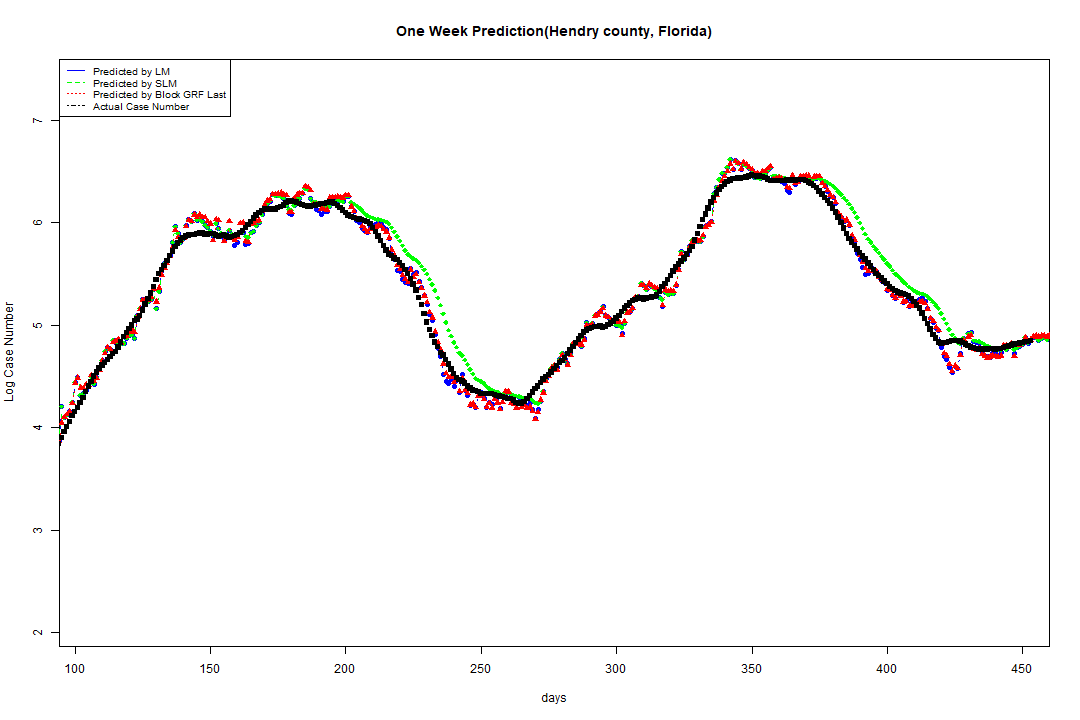 One Week Prediction(Hendry county, Florida)
Predicted by LM
Predicted by SLM
Predicted by Block GRF Last
Actual Case Number
7
6
5
4
3
2
Log Case Number
100 150 200 250 300 350 400 450
days